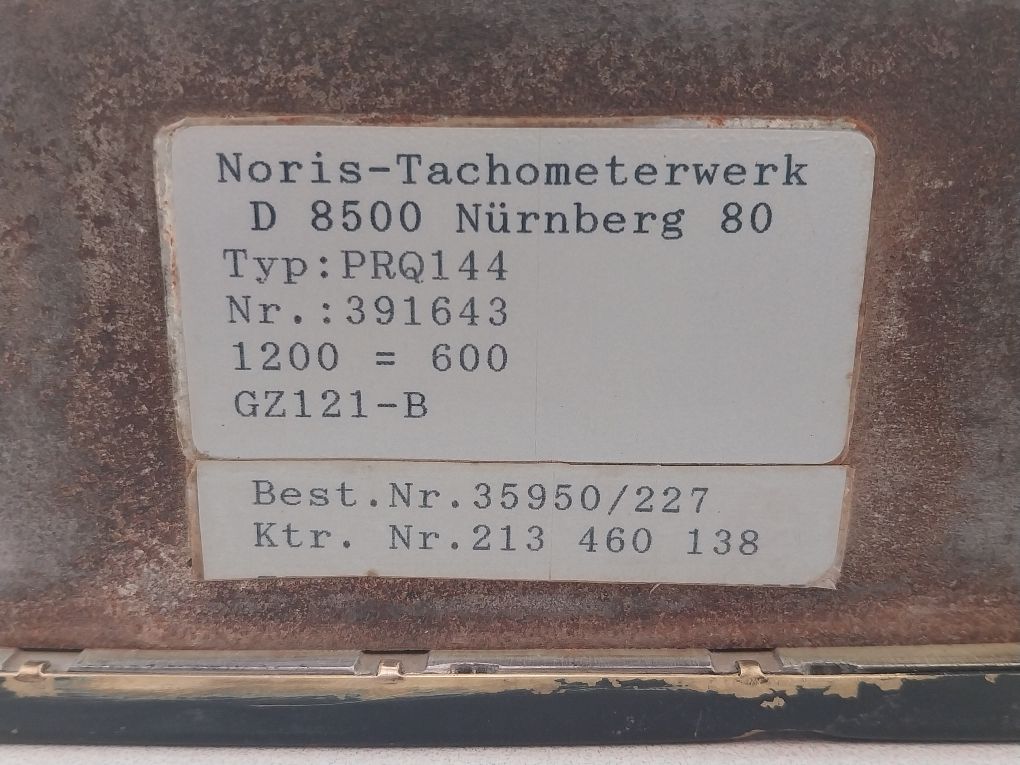 Noris-Tachometerwerk
D 8500 Nürnberg 80
Typ:PRQ144
Nr.:391643
1200 = 600
GZ121-B
Best.Nr.35950/227
Ktr. Nr.213 460 138